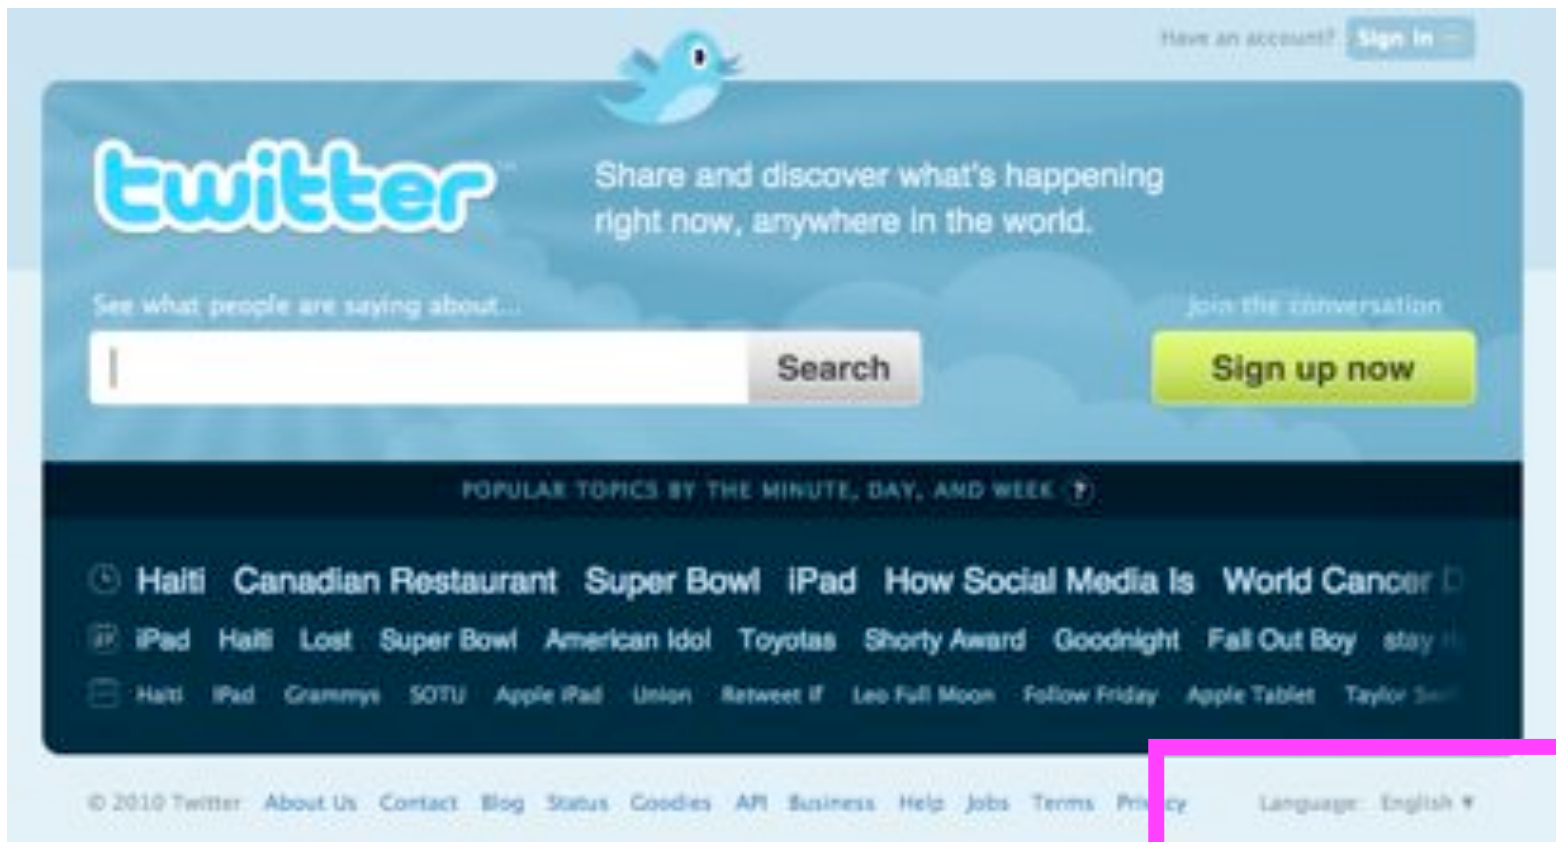 Have an account? Sign in
twitter
Share and discover what's happening
right now, anywhere in the world.
See what people are saying about...
Join the conversation
Search
Sign up now
POPULAR TOPICS BY THE MINUTE, DAY, AND WEEK ?
Haiti Canadian Restaurant Super Bowl iPad How Social Media Is World Cancer D
iPad Haiti Lost Super Bowl American Idol Toyotas Shorty Award Goodnight Fall Out Boy stay
Haiti iPad Grammys SOTU Apple iPad Union Retweet If Leo Full Moon Follow Friday Apple Tablet Taylor
© 2010 Twitter About Us Contact Blog Status Goodies API Business Help Jobs Terms Privacy Language: English